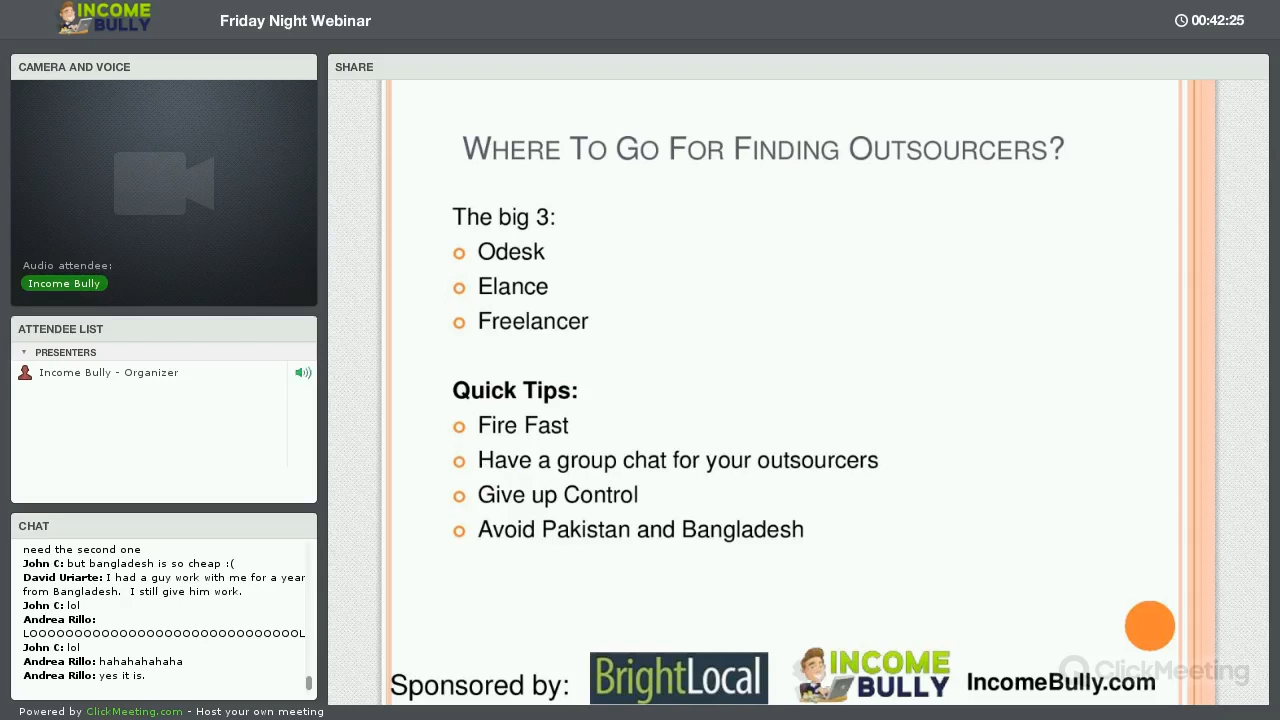 INCOME
BULLY
Friday Night Webinar
00:42:25
CAMERA AND VOICE
Audio attendee:
Income Bully
ATTENDEE LIST
PRESENTERS
Income Bully - Organizer
CHAT
need the second one
John C: but bangladesh is so cheap :(
David Uriarte: I had a guy work with me for a year
from Bangladesh. I still give him work.
John C: lol
Andrea Rillo:
LOOOOOOOOOOOOOOOOOOOOOOOOOOOOOOL
John C: lol
Andrea Rillo: hahahahahaha
Andrea Rillo: yes it is.
Powered by ClickMeeting.com - Host your own meeting
SHARE
WHERE TO GO FOR FINDING OUTSOURCERS?
The big 3:
Odesk
Elance
Freelancer
Quick Tips:
Fire Fast
Have a group chat for your outsourcers
Give up Control
Avoid Pakistan and Bangladesh
Sponsored by:
BrightLocal
INCOME
BULLY
IncomeBully.com
ClickMeeting